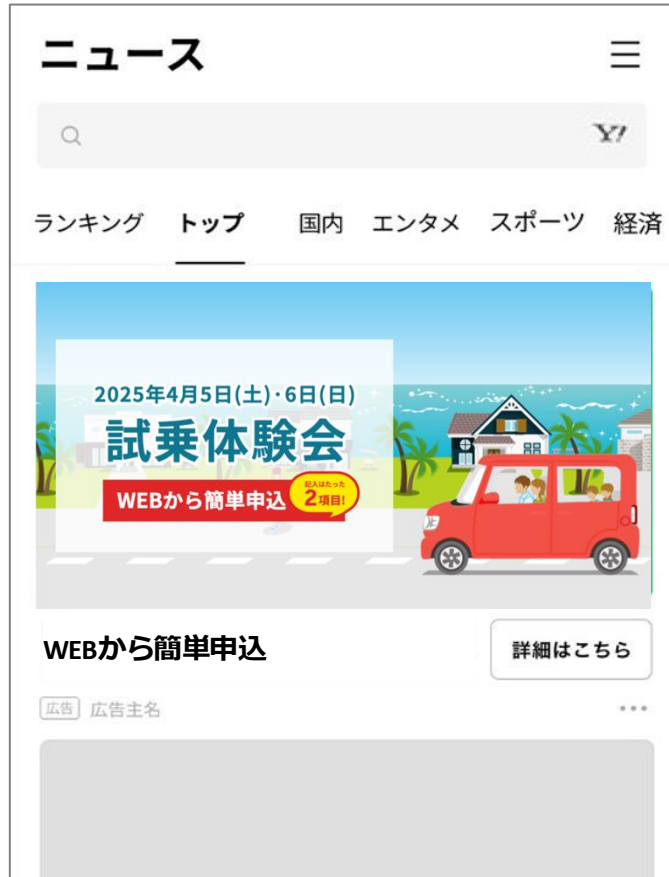 ニュース
Y!
ランキング トップ 国内 エンタメ スポーツ 経済
2025年4月5日(土)・6日(日)
試乗体験会
WEBから簡単申込
記入はたった
2項目!
WEBから簡単申込
詳細はこちら
広告 広告主名